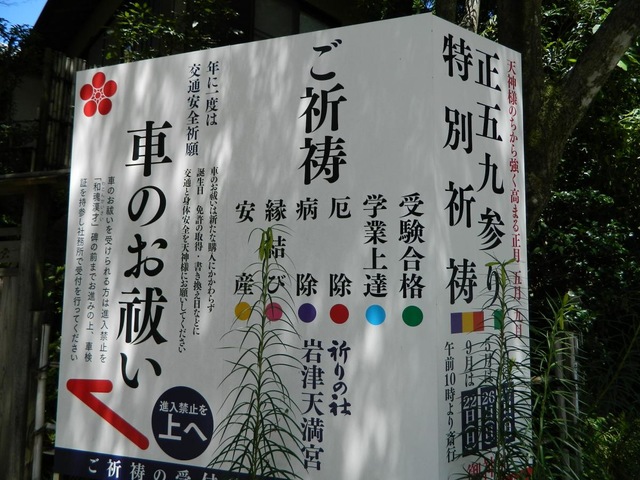 天神様のちから強く高まる正月 五月 九月
正五九参り
特別祈祷
9月は22日
午前10時より斎行
ご祈祷
受験合格
学業上達
厄除
病除
縁結び
安産
祈りの社
岩津天満宮
年に一度は
交通安全祈願
車のお祓いは新たな購入にかかわらず
誕生日 免許の取得・書き換え日などに
交通と身体安全を天神様にお願いしてください
車のお祓い
車のお祓いを受けられる方は進入禁止を
「和魂漢才」碑の前までお進みの上、車検
証を持参し社務所で受付を行ってください
進入禁止を
上へ
ご祈祷の受付